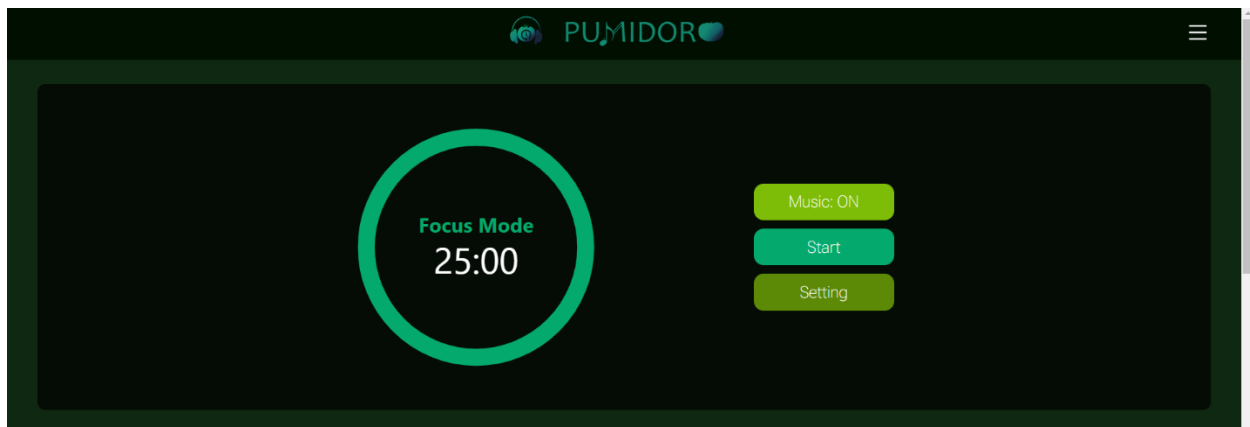 PUMIDORO
Focus Mode
25:00
Music: ON
Start
Setting